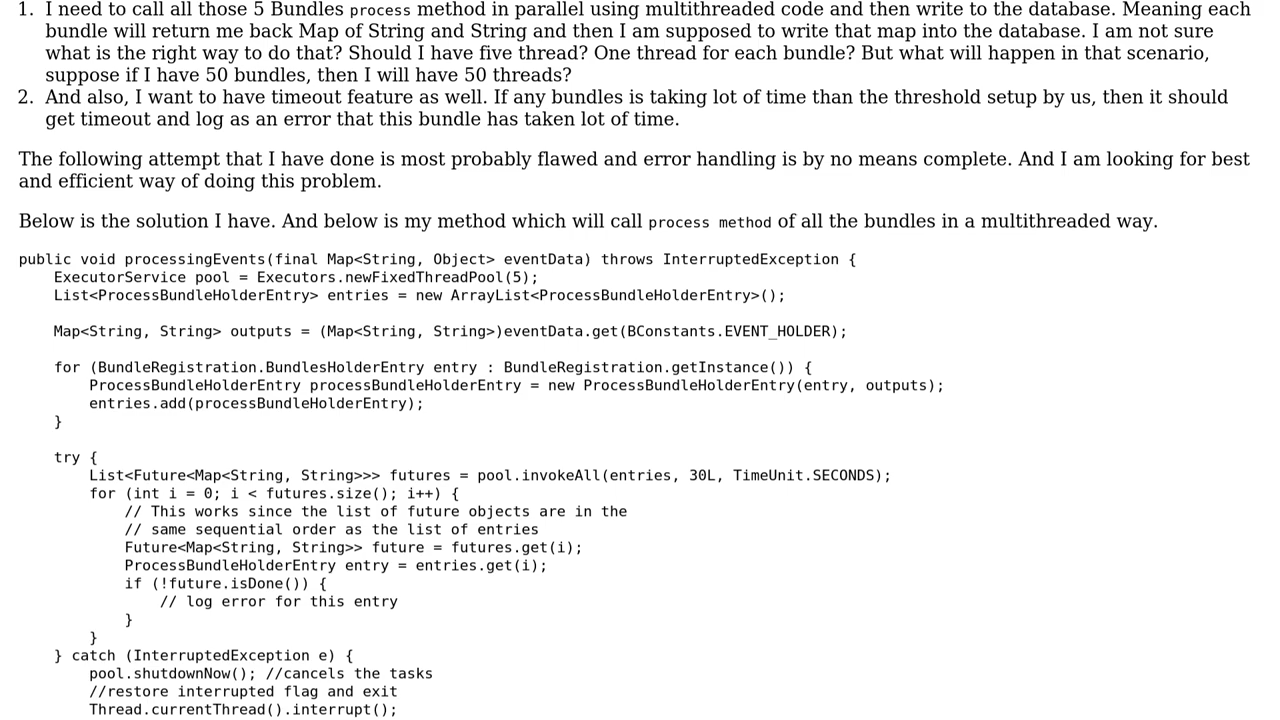 1. I need to call all those 5 Bundles process method in parallel using multithreaded code and then write to the database. Meaning each
bundle will return me back Map of String and String and then I am supposed to write that map into the database. I am not sure
what is the right way to do that? Should I have five thread? One thread for each bundle? But what will happen in that scenario,
suppose if I have 50 bundles, then I will have 50 threads?
2. And also, I want to have timeout feature as well. If any bundles is taking lot of time than the threshold setup by us, then it should
get timeout and log as an error that this bundle has taken lot of time.
The following attempt that I have done is most probably flawed and error handling is by no means complete. And I am looking for best
and efficient way of doing this problem.
Below is the solution I have. And below is my method which will call process method of all the bundles in a multithreaded way.
public void processingEvents(final Map<String, Object> eventData) throws InterruptedException {
    ExecutorService pool = Executors.newFixedThreadPool(5);
    List<ProcessBundleHolderEntry> entries = new ArrayList<ProcessBundleHolderEntry>();
    Map<String, String> outputs = (Map<String, String>)eventData.get(BConstants.EVENT_HOLDER);
    for (BundleRegistration.BundlesHolderEntry entry : BundleRegistration.getInstance()) {
        ProcessBundleHolderEntry processBundleHolderEntry = new ProcessBundleHolderEntry(entry, outputs);
        entries.add(processBundleHolderEntry);
    }
    try {
        List<Future<Map<String, String>>> futures = pool.invokeAll(entries, 30L, TimeUnit.SECONDS);
        for (int i = 0; i < futures.size(); i++) {
            // This works since the list of future objects are in the
            // same sequential order as the list of entries
            Future<Map<String, String>> future = futures.get(i);
            ProcessBundleHolderEntry entry = entries.get(i);
            if (!future.isDone()) {
                // log error for this entry
            }
        }
    } catch (InterruptedException e) {
        pool.shutdownNow(); //cancels the tasks
        //restore interrupted flag and exit
        Thread.currentThread().interrupt();